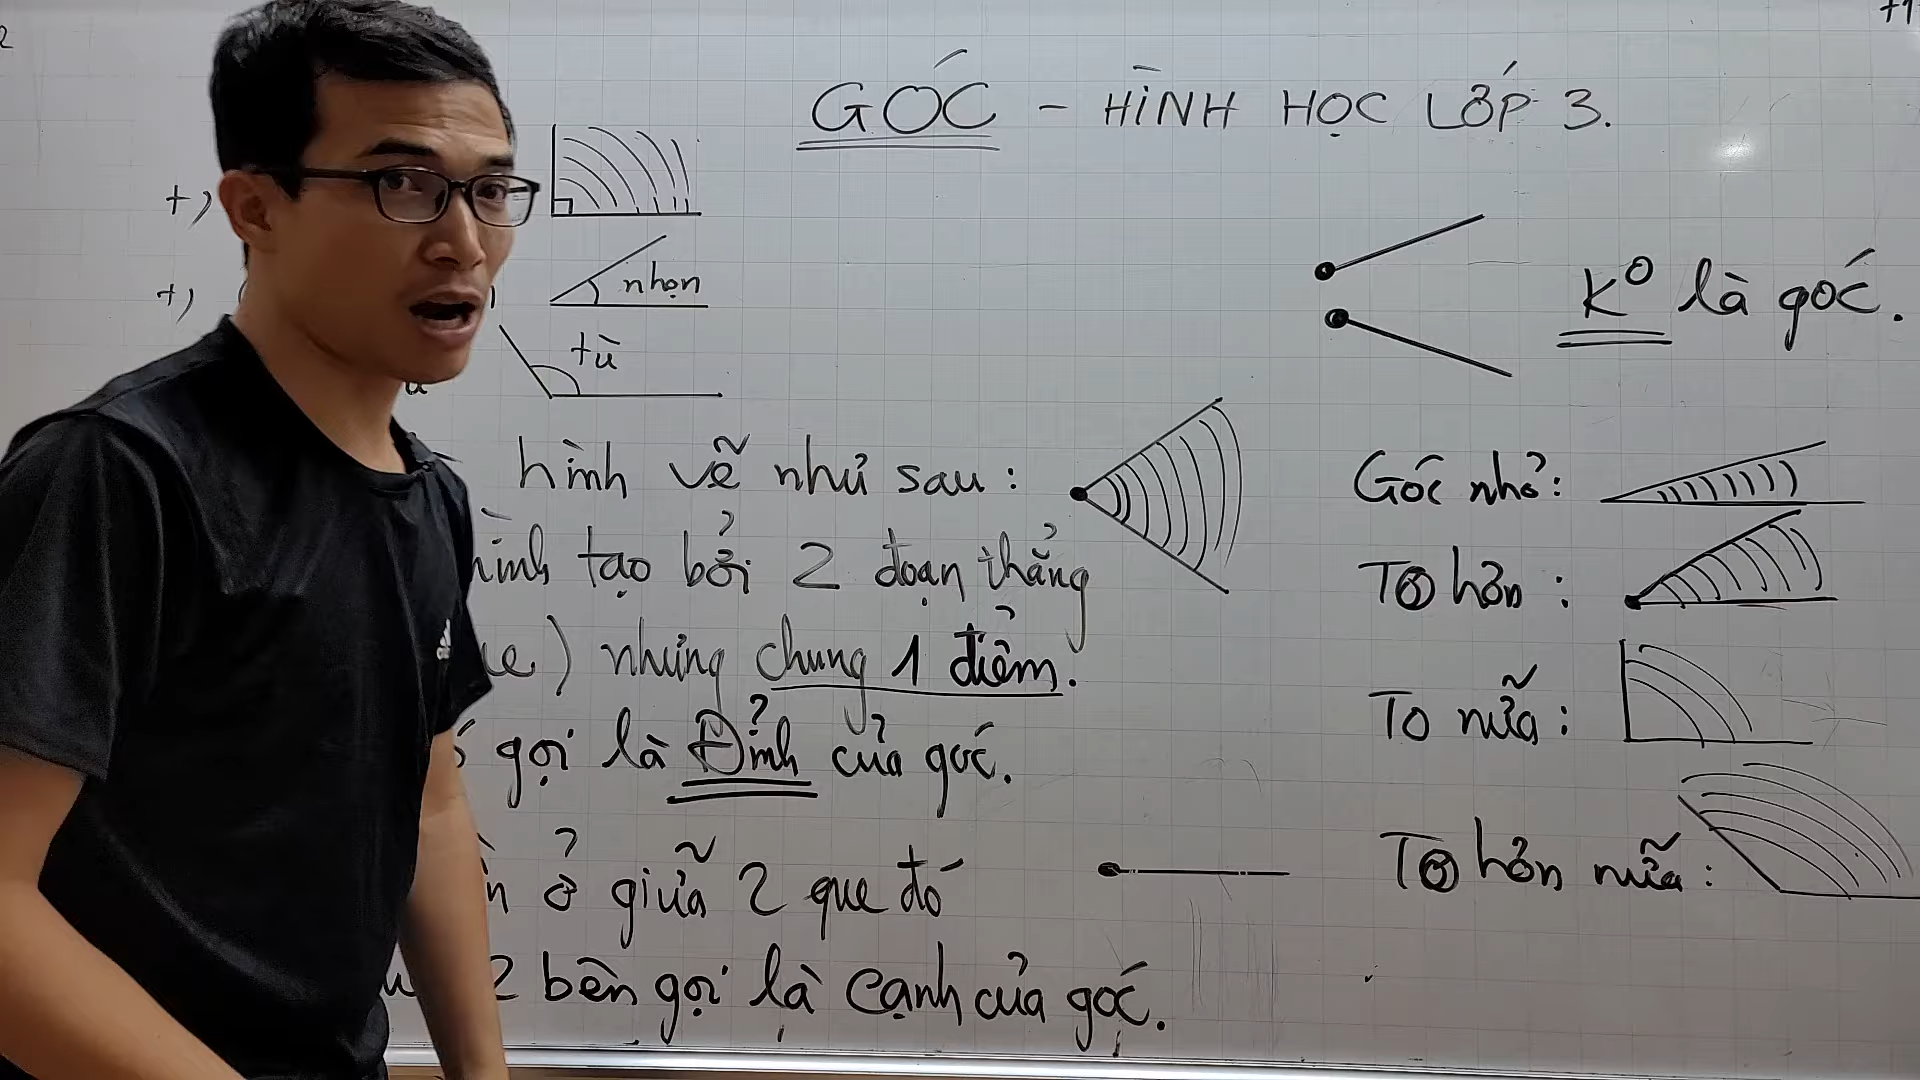 GÓC - HÌNH HỌC LỚP 3.
+,
+,
nhọn
tù
K° là góc.
hình vẽ như sau:
hình tạo bởi 2 đoạn thẳng
que) nhưng chung 1 điểm.
gọi là Đỉnh của góc.
ở giữa 2 que đó
2 bên gọi là cạnh của góc.
Góc nhỏ:
To hơn:
To nữa:
To hơn nữa: